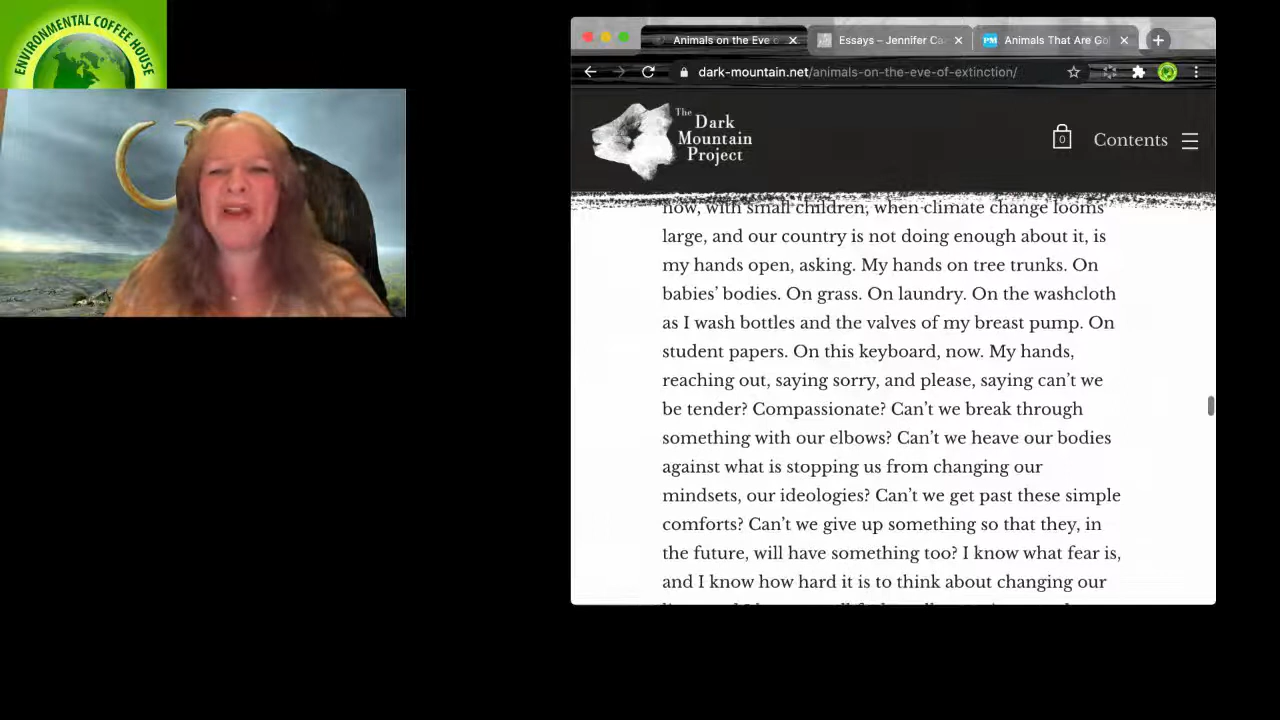 ENVIRONMENTAL COFFEE HOUSE
Animals on the Eve
Essays – Jennifer Ca
Animals That Are Go
dark-mountain.net/animals-on-the-eve-of-extinction/
The
Dark
Mountain
Project
0
Contents
now, with small children, when climate change looms
large, and our country is not doing enough about it, is
my hands open, asking. My hands on tree trunks. On
babies’ bodies. On grass. On laundry. On the washcloth
as I wash bottles and the valves of my breast pump. On
student papers. On this keyboard, now. My hands,
reaching out, saying sorry, and please, saying can’t we
be tender? Compassionate? Can’t we break through
something with our elbows? Can’t we heave our bodies
against what is stopping us from changing our
mindsets, our ideologies? Can’t we get past these simple
comforts? Can’t we give up something so that they, in
the future, will have something too? I know what fear is,
and I know how hard it is to think about changing our